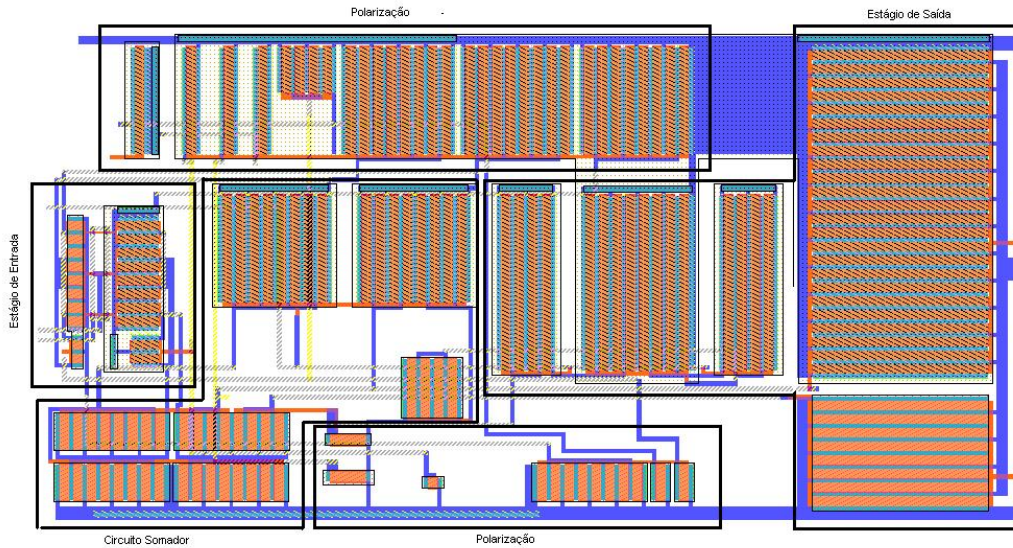 Polarização -
Estágio de Saída
Estágio de Entrada
Circuito Somador
Polarização